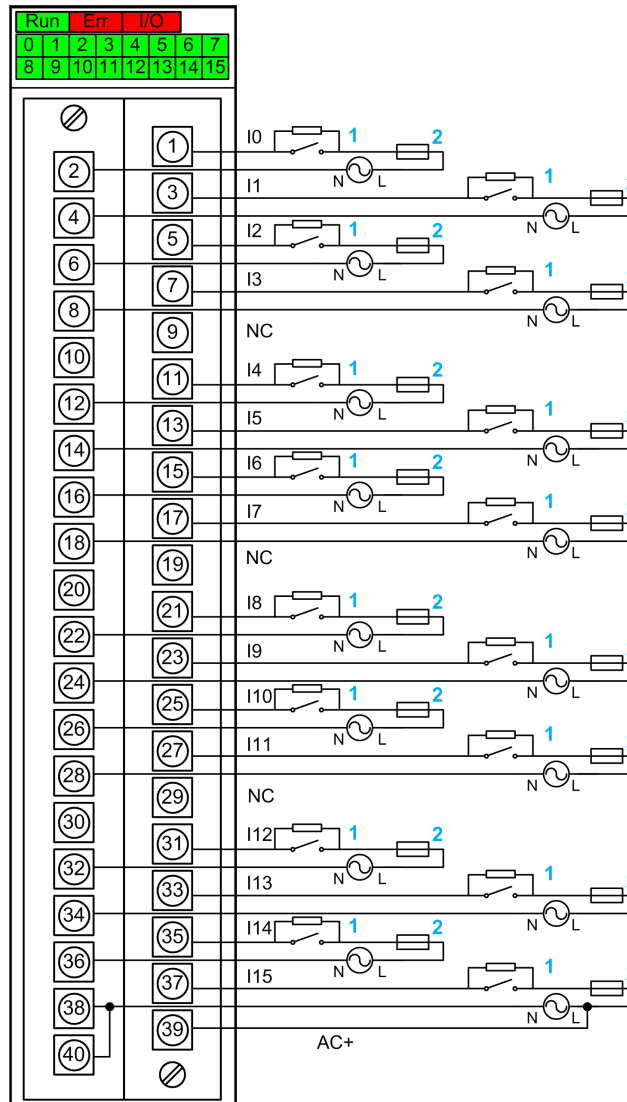 Run Err I/O
0 1 2 3 4 5 6 7
8 9 10 11 12 13 14 15
1 I0 1 2
2 N L
3 I1 1
4 N L
5 I2 1 2
6 N L
7 I3 1
8 N L
9 NC
10
11 I4 1 2
12 N L
13 I5 1
14 N L
15 I6 1 2
16 N L
17 I7 1
18 N L
19 NC
20
21 I8 1 2
22 N L
23 I9 1
24 N L
25 I10 1 2
26 N L
27 I11 1
28 N L
29 NC
30
31 I12 1 2
32 N L
33 I13 1
34 N L
35 I14 1 2
36 N L
37 I15 1
38 N L
39 AC+
40